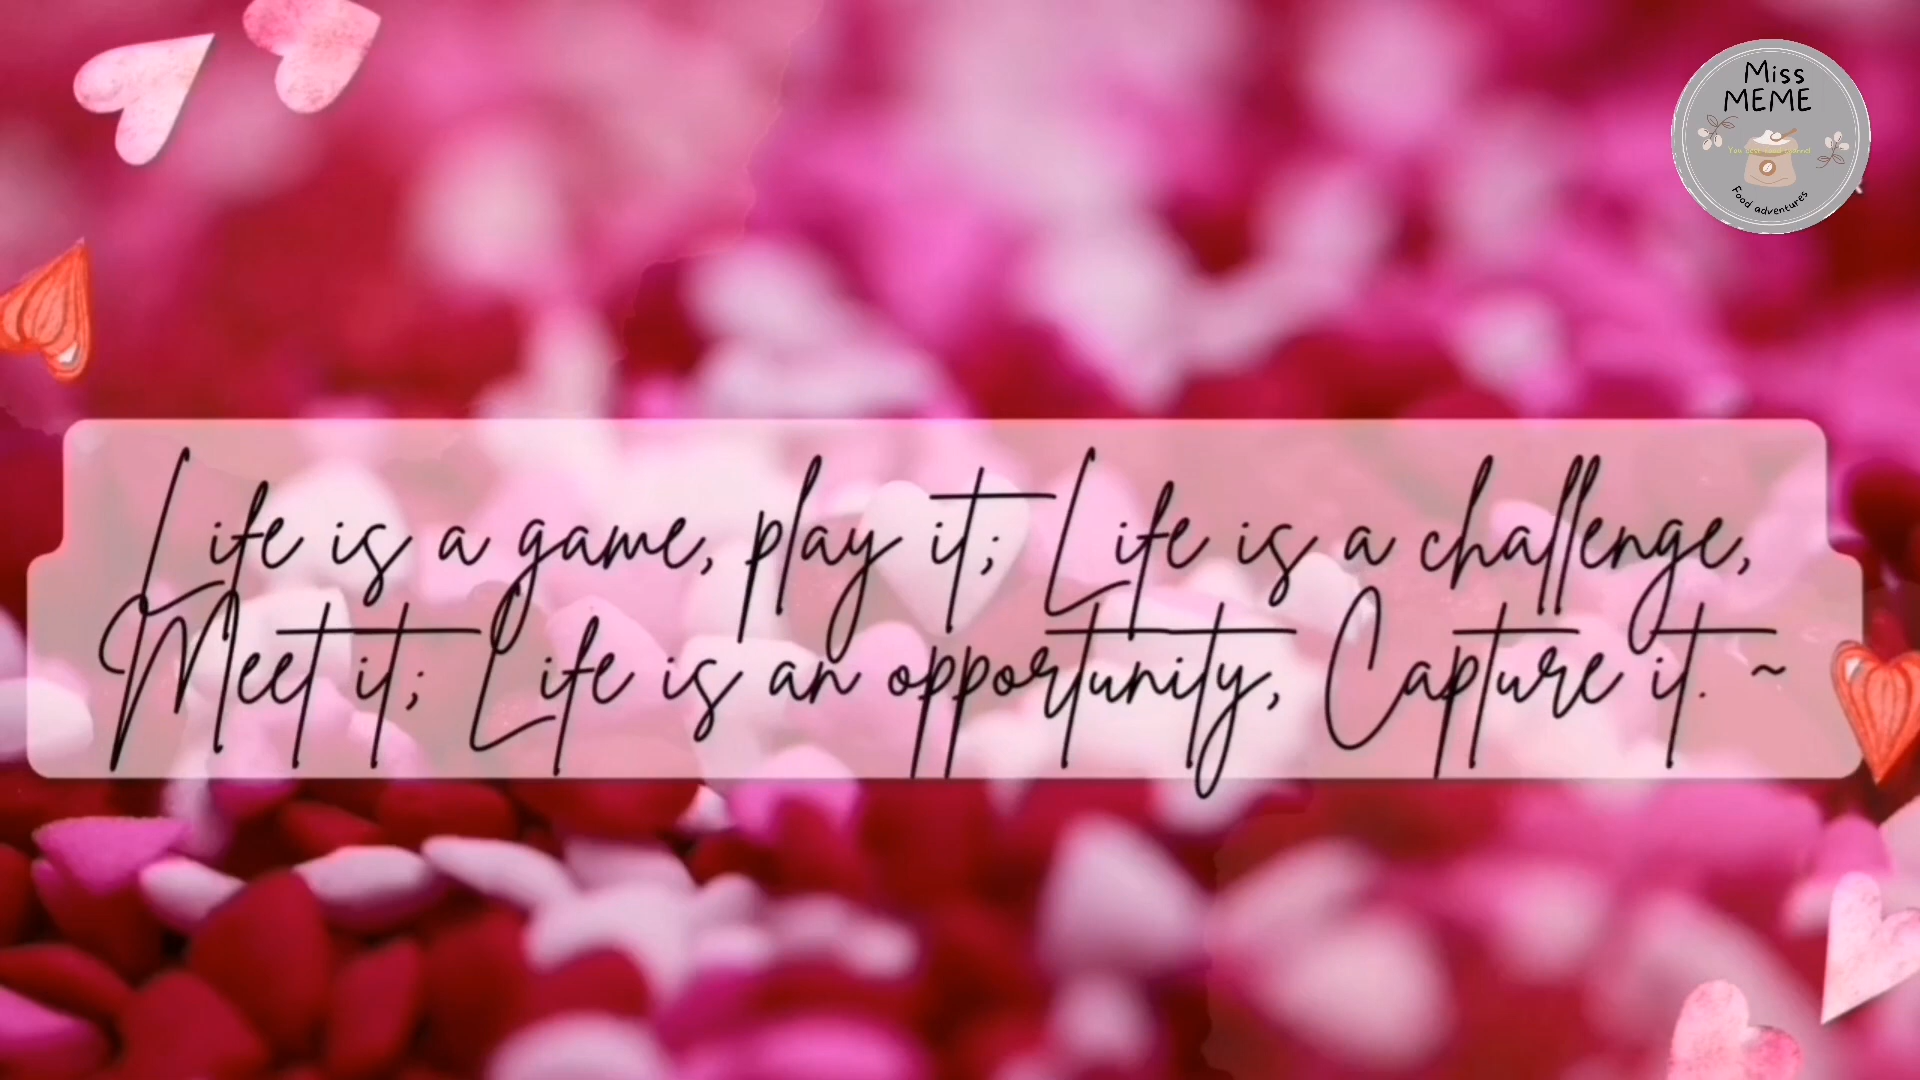 Miss
MEME
Food adventures
Life is a game, play it; Life is a challenge,
Meet it; Life is an opportunity, Capture it. ~